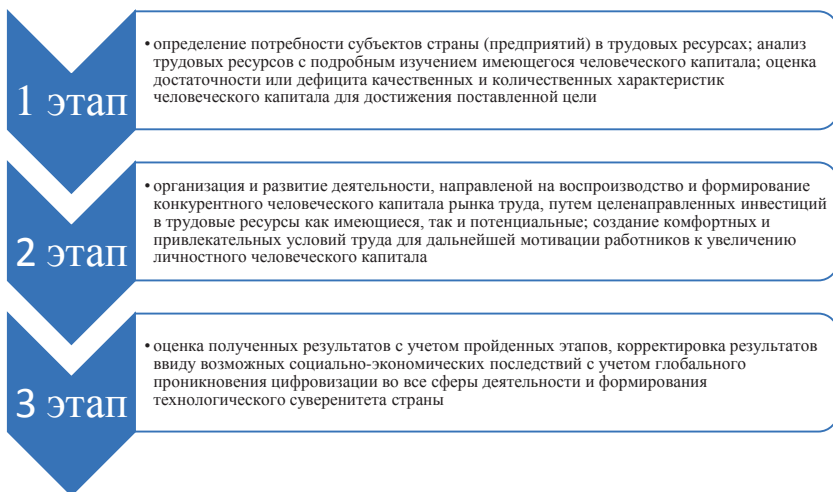 1 этап
• определение потребности субъектов страны (предприятий) в трудовых ресурсах; анализ
трудовых ресурсов с подробным изучением имеющегося человеческого капитала; оценка
достаточности или дефицита качественных и количественных характеристик
человеческого капитала для достижения поставленной цели
2 этап
• организация и развитие деятельности, направленой на воспроизводство и формирование
конкурентного человеческого капитала рынка труда, путем целенаправленных инвестиций
в трудовые ресурсы как имеющиеся, так и потенциальные; создание комфортных и
привлекательных условий труда для дальнейшей мотивации работников к увеличению
личностного человеческого капитала
3 этап
• оценка полученных результатов с учетом пройденных этапов, корректировка результатов
ввиду возможных социально-экономических последствий с учетом глобального
проникновения цифровизации во все сферы деятельности и формирования
технологического суверенитета страны